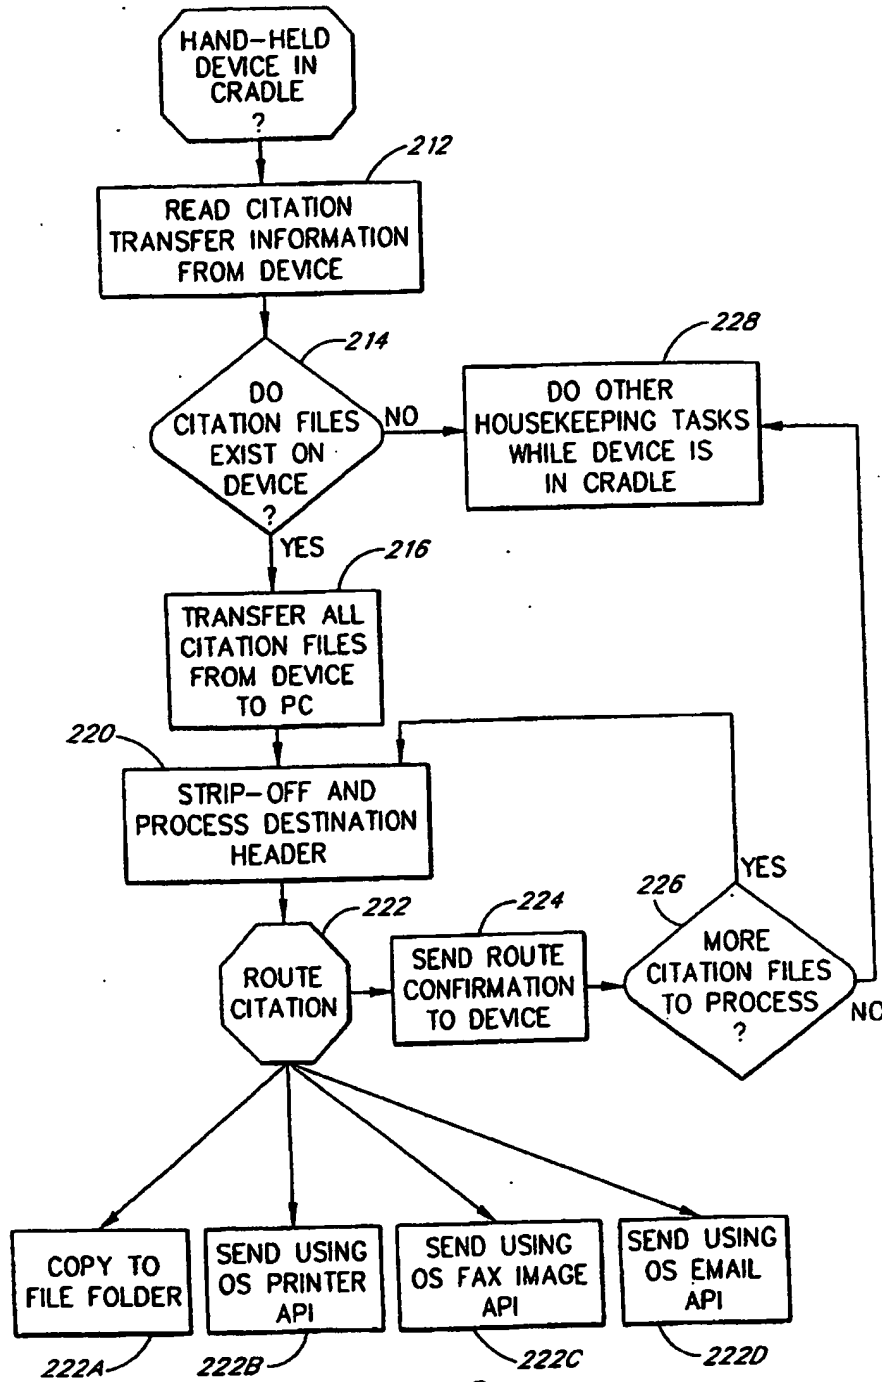 HAND-HELD
DEVICE IN
CRADLE
?
212
READ CITATION
TRANSFER INFORMATION
FROM DEVICE
214
DO
CITATION FILES
EXIST ON
DEVICE
?
NO
228
DO OTHER
HOUSEKEEPING TASKS
WHILE DEVICE IS
IN CRADLE
YES
216
TRANSFER ALL
CITATION FILES
FROM DEVICE
TO PC
220
STRIP-OFF AND
PROCESS DESTINATION
HEADER
222
ROUTE
CITATION
224
SEND ROUTE
CONFIRMATION
TO DEVICE
226
YES
MORE
CITATION FILES
TO PROCESS
?
NO
COPY TO
FILE FOLDER
222A
SEND USING
OS PRINTER
API
222B
SEND USING
OS FAX IMAGE
API
222C
SEND USING
OS EMAIL
API
222D